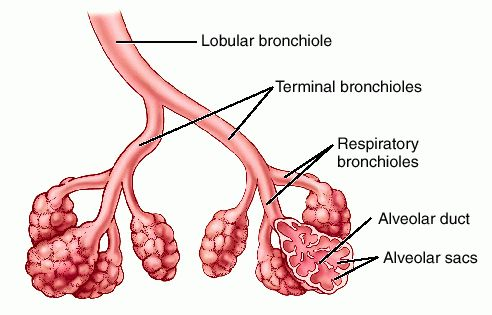 Lobular bronchiole
Terminal bronchioles
Respiratory
bronchioles
Alveolar duct
Alveolar sacs